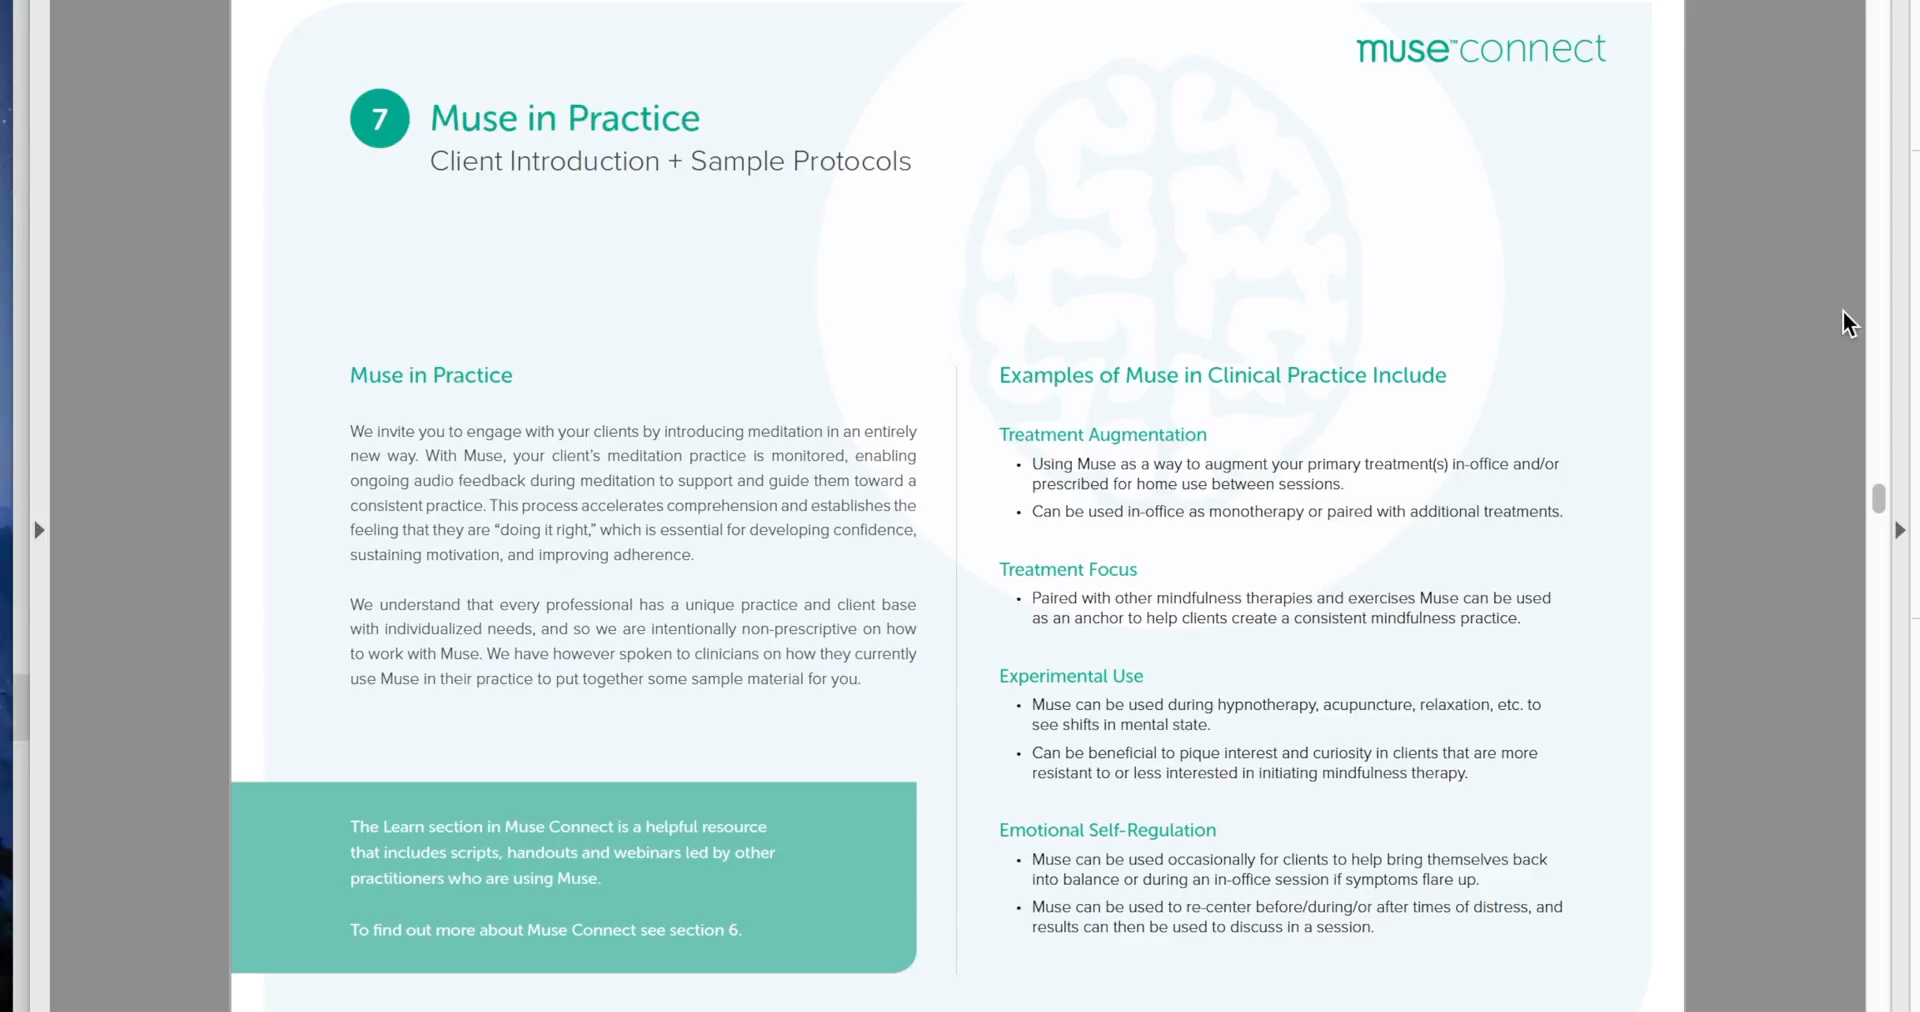 muse™connect
7
Muse in Practice
Client Introduction + Sample Protocols
Muse in Practice
We invite you to engage with your clients by introducing meditation in an entirely
new way. With Muse, your client's meditation practice is monitored, enabling
ongoing audio feedback during meditation to support and guide them toward a
consistent practice. This process accelerates comprehension and establishes the
feeling that they are “doing it right,” which is essential for developing confidence,
sustaining motivation, and improving adherence.
We understand that every professional has a unique practice and client base
with individualized needs, and so we are intentionally non-prescriptive on how
to work with Muse. We have however spoken to clinicians on how they currently
use Muse in their practice to put together some sample material for you.
The Learn section in Muse Connect is a helpful resource
that includes scripts, handouts and webinars led by other
practitioners who are using Muse.
To find out more about Muse Connect see section 6.
Examples of Muse in Clinical Practice Include
Treatment Augmentation
• Using Muse as a way to augment your primary treatment(s) in-office and/or
prescribed for home use between sessions.
• Can be used in-office as monotherapy or paired with additional treatments.
Treatment Focus
• Paired with other mindfulness therapies and exercises Muse can be used
as an anchor to help clients create a consistent mindfulness practice.
Experimental Use
• Muse can be used during hypnotherapy, acupuncture, relaxation, etc. to
see shifts in mental state.
• Can be beneficial to pique interest and curiosity in clients that are more
resistant to or less interested in initiating mindfulness therapy.
Emotional Self-Regulation
• Muse can be used occasionally for clients to help bring themselves back
into balance or during an in-office session if symptoms flare up.
• Muse can be used to re-center before/during/or after times of distress, and
results can then be used to discuss in a session.